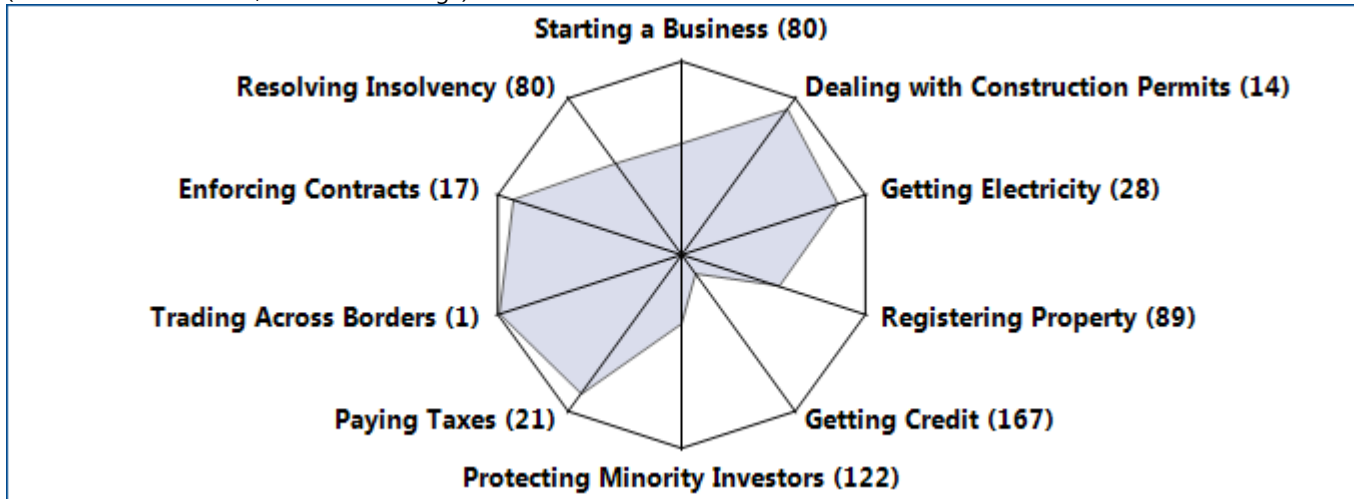 Starting a Business (80)
Resolving Insolvency (80)
Dealing with Construction Permits (14)
Enforcing Contracts (17)
Getting Electricity (28)
Trading Across Borders (1)
Registering Property (89)
Paying Taxes (21)
Getting Credit (167)
Protecting Minority Investors (122)